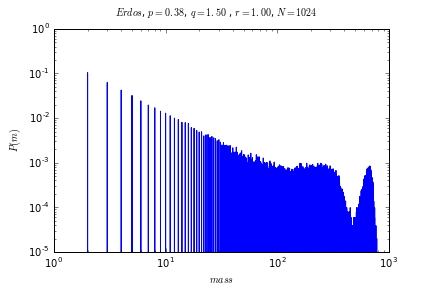 Erdos, p = 0.38, q = 1.50 , r = 1.00, N = 1024
10^0
10^-1
10^-2
10^-3
10^-4
10^-5
P(m)
10^0 10^1 10^2 10^3
mass